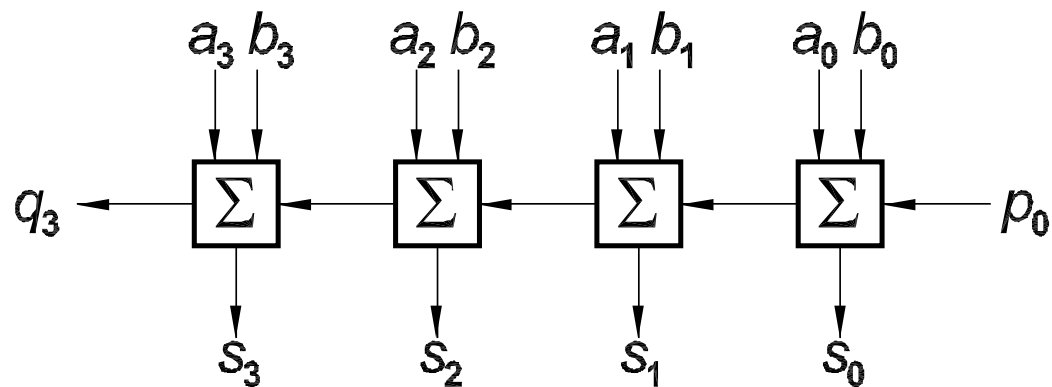 a₃ b₃ a₂ b₂ a₁ b₁ a₀ b₀
q₃ Σ Σ Σ Σ p₀
s₃ s₂ s₁ s₀